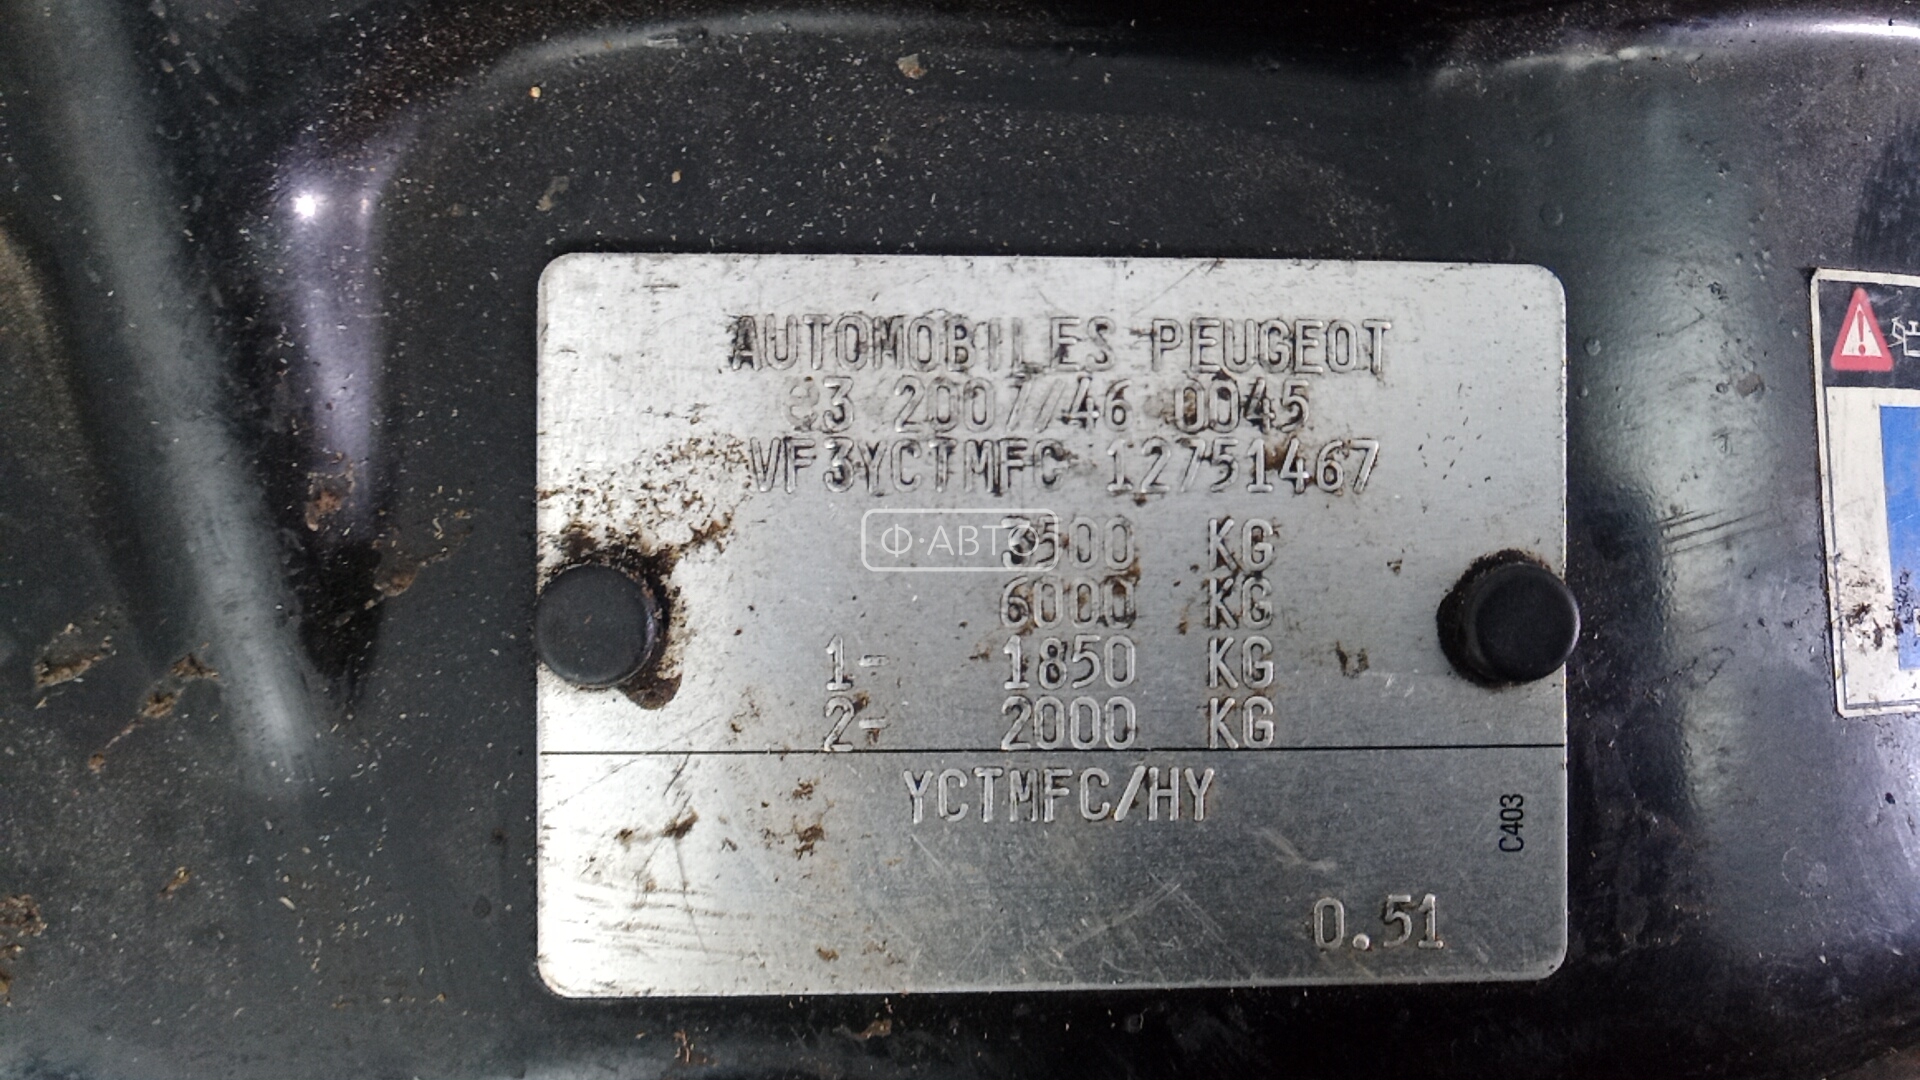 AUTOMOBILES PEUGEOT
e3 2007/46 0045
VF3YCTMFC 12751467
Ф·АВТО
3500 KG
6000 KG
1- 1850 KG
2- 2000 KG
YCTMFC/HY
C403
0.51